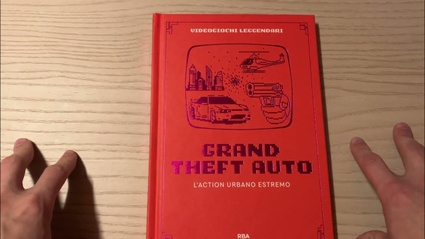 VIDEOGIOCHI LEGGENDARI
GRAND
THEFT AUTO
L'ACTION URBANO ESTREMO
RBA